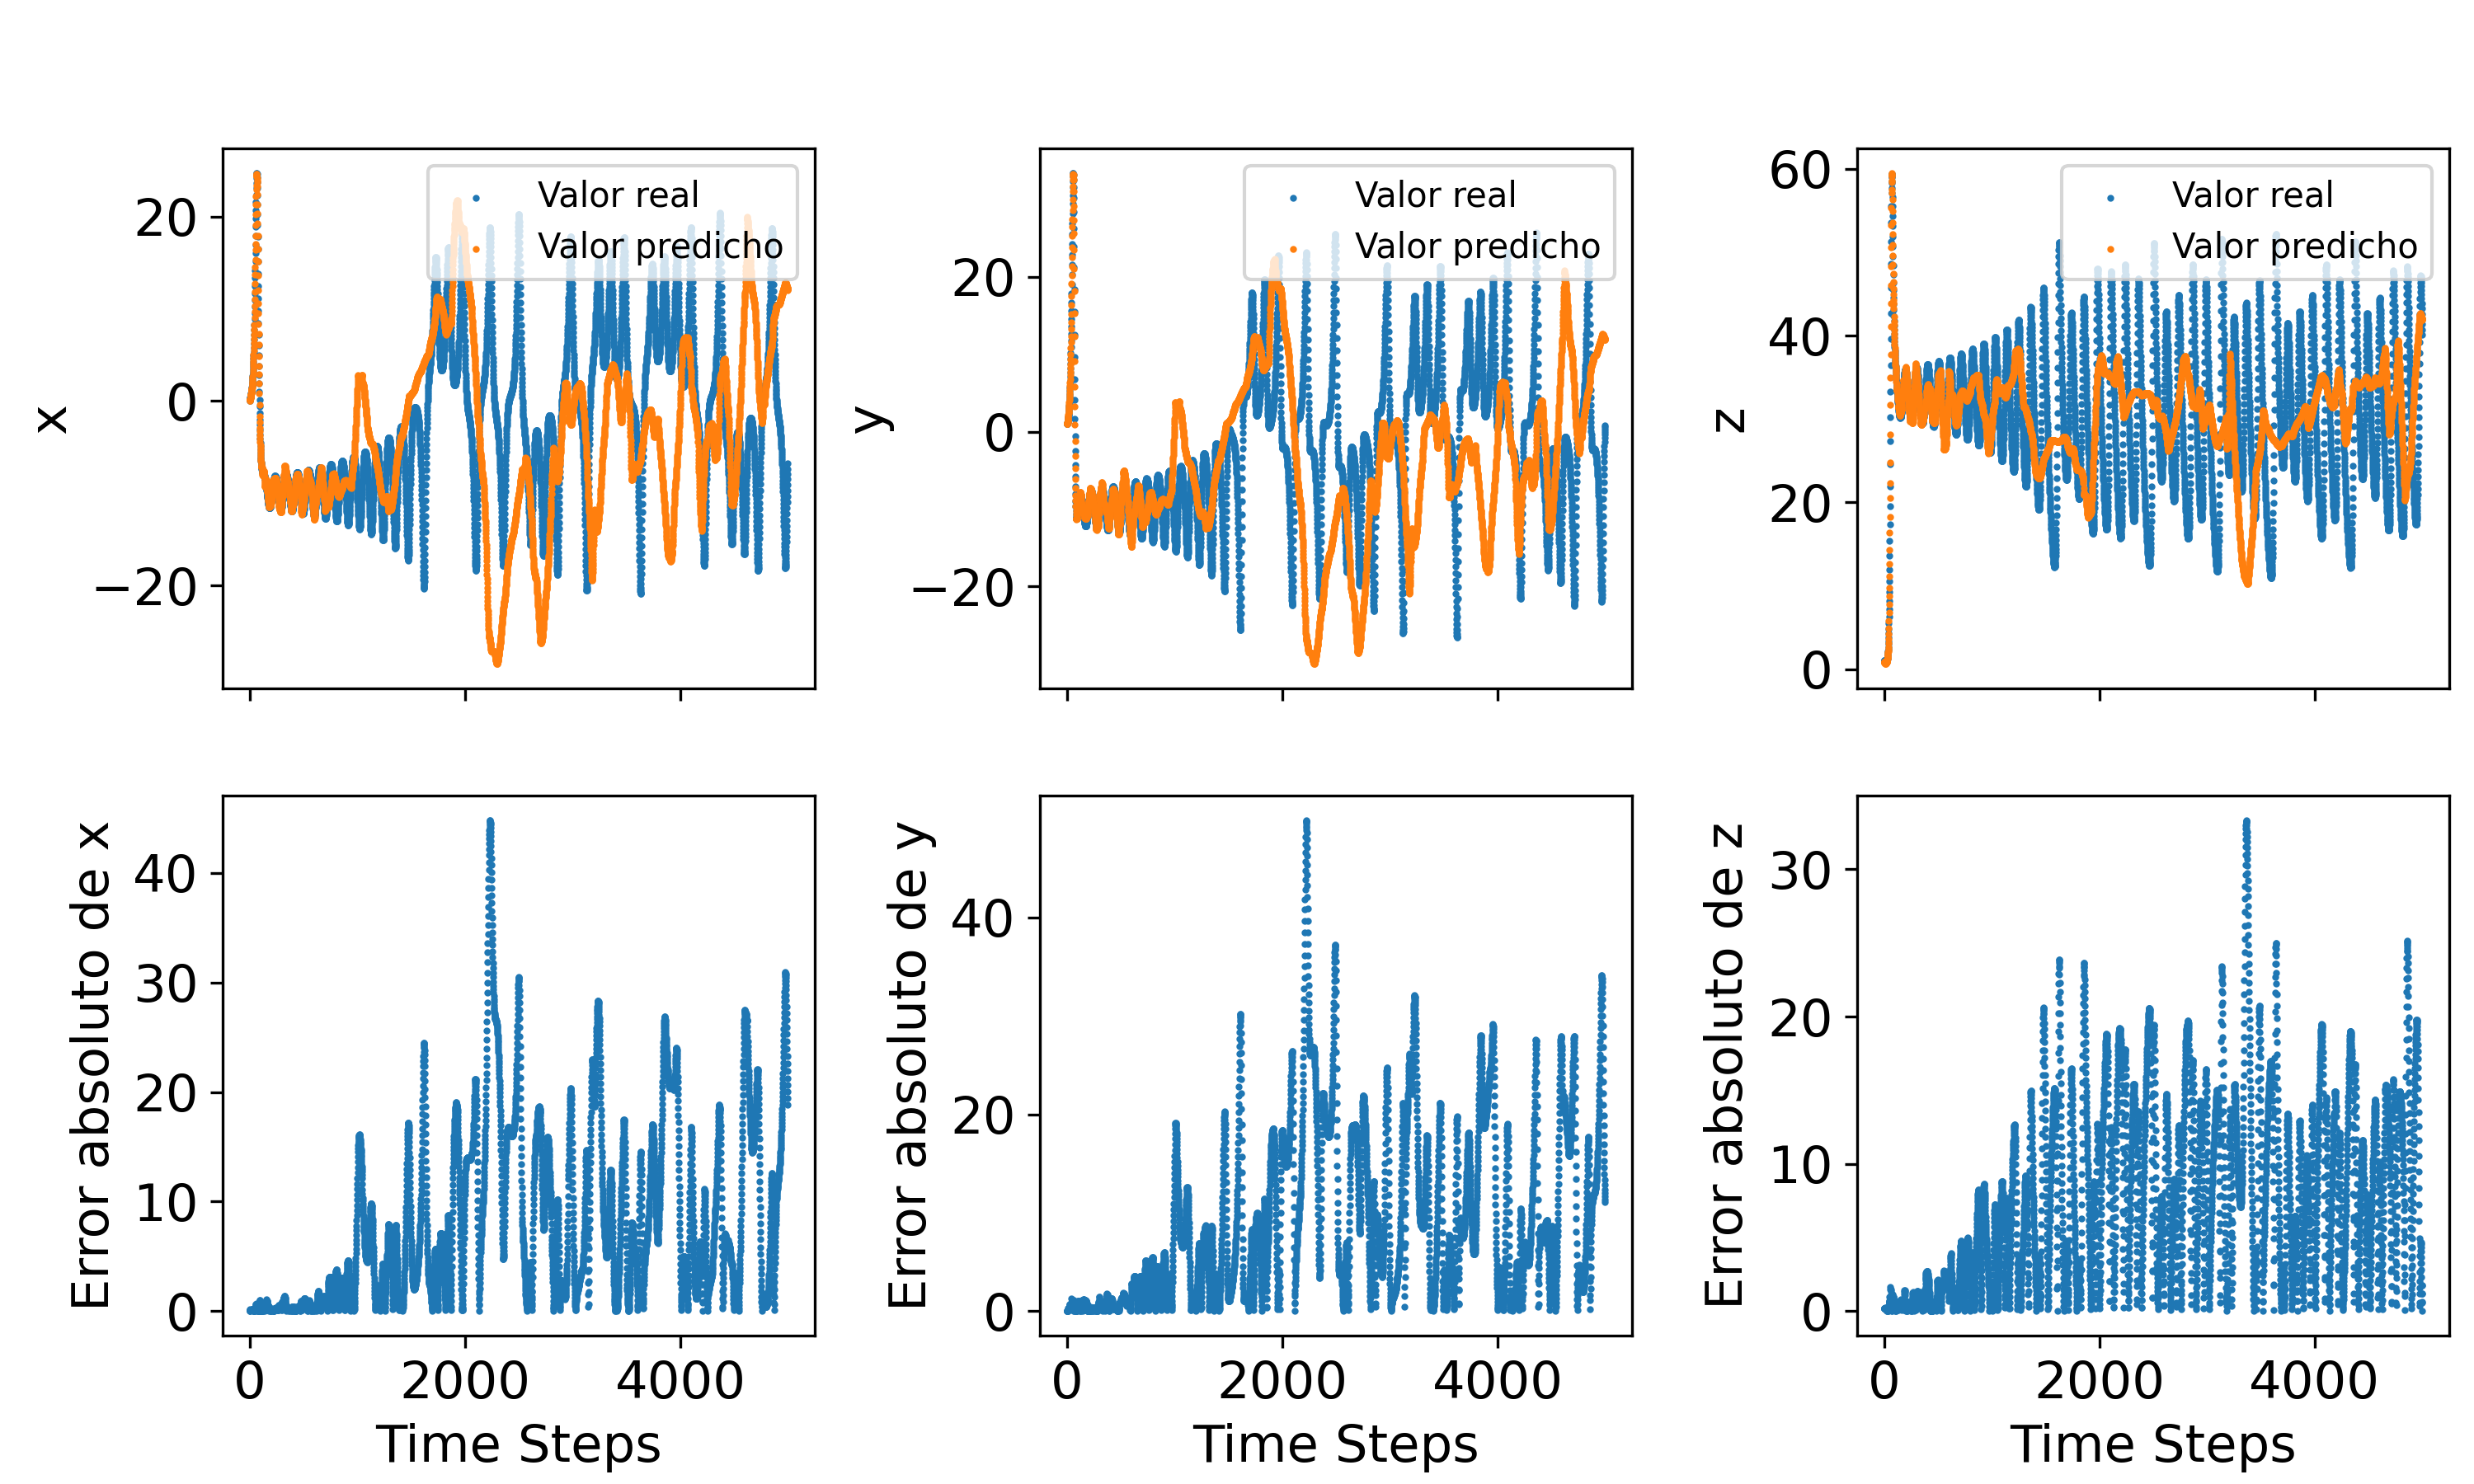 x
20
0
−20
Valor real
Valor predicho
y
20
0
−20
Valor real
Valor predicho
z
60
40
20
0
Valor real
Valor predicho
Error absoluto de x
40
30
20
10
0
0 2000 4000
Time Steps
Error absoluto de y
40
20
0
0 2000 4000
Time Steps
Error absoluto de z
30
20
10
0
0 2000 4000
Time Steps